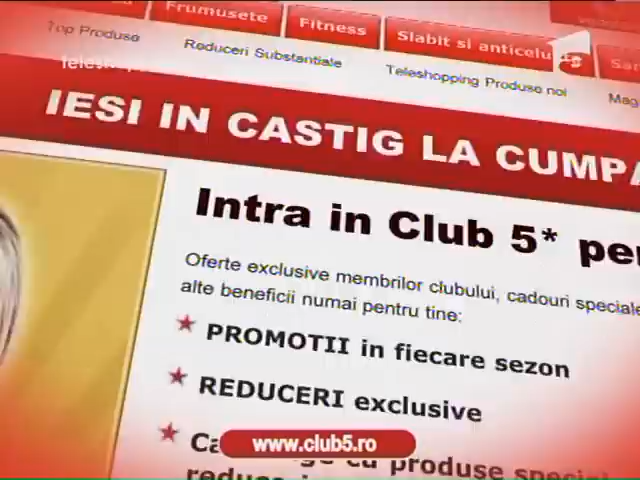 Frumusete
Fitness
Slabit si anticelu
Top Produse
Reduceri Substantiale
Teleshopping Produse noi
Mag
IESI IN CASTIG LA CUMPA
Intra in Club 5* pe
Oferte exclusive membrilor clubului, cadouri speciale
alte beneficii numai pentru tine:
PROMOTII in fiecare sezon
REDUCERI exclusive
produse special
www.club5.ro